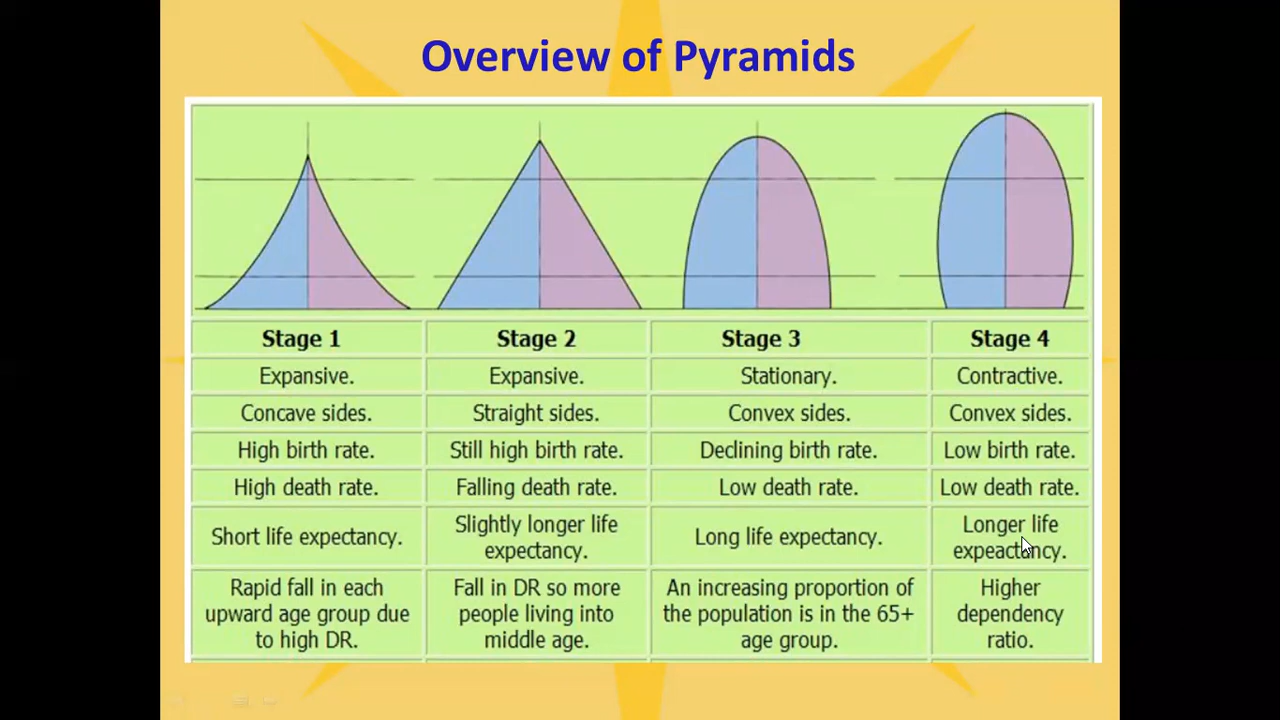 Overview of Pyramids
Stage 1 Stage 2 Stage 3 Stage 4
Expansive. Expansive. Stationary. Contractive.
Concave sides. Straight sides. Convex sides. Convex sides.
High birth rate. Still high birth rate. Declining birth rate. Low birth rate.
High death rate. Falling death rate. Low death rate. Low death rate.
Short life expectancy.
Slightly longer life
expectancy.
Long life expectancy.
Longer life
expeactancy.
Rapid fall in each
upward age group due
to high DR.
Fall in DR so more
people living into
middle age.
An increasing proportion of
the population is in the 65+
age group.
Higher
dependency
ratio.